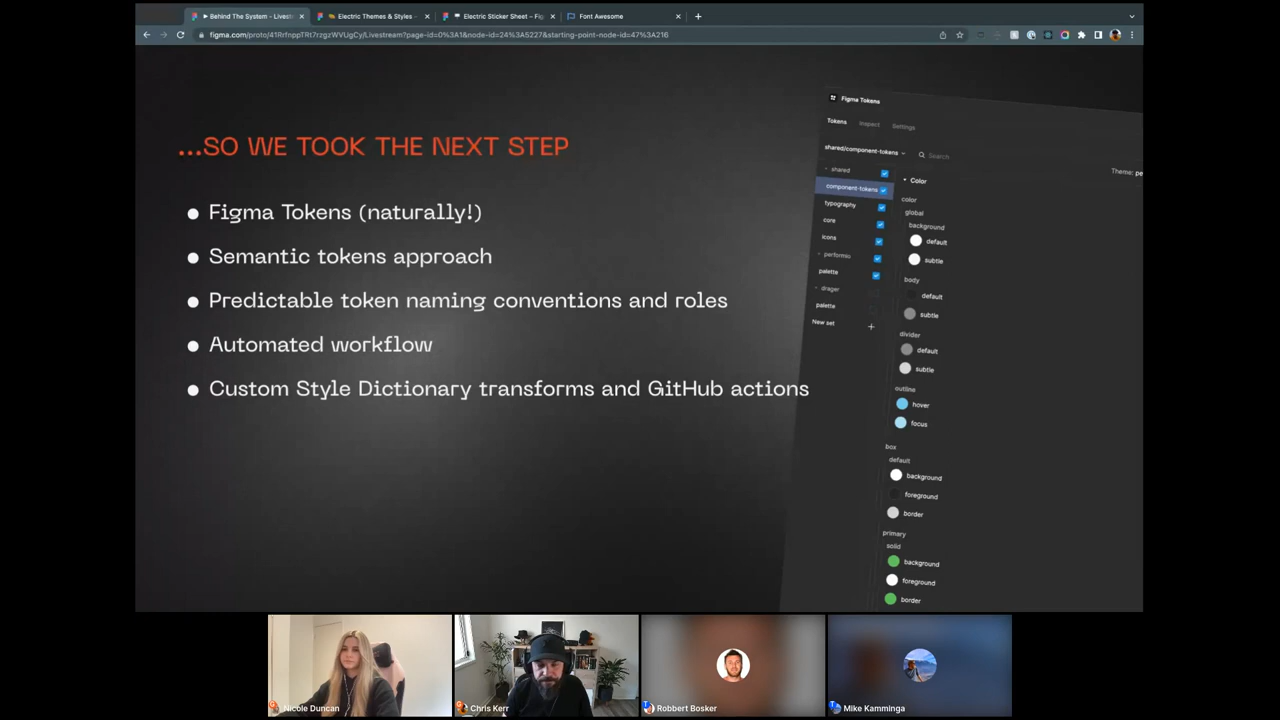 Behind The System - Livestr
Electric Themes & Styles -
Electric Sticker Sheet – Fig
Font Awesome
figma.com/proto/41RrfnppTRt7rzgzWVUgCy/Livestream?page-id=0%3A1&node-id=24%3A5227&starting-point-node-id=47%3A216
...SO WE TOOK THE NEXT STEP
● Figma Tokens (naturally!)
● Semantic tokens approach
● Predictable token naming conventions and roles
● Automated workflow
● Custom Style Dictionary transforms and GitHub actions
Figma Tokens
Tokens Inspect Settings
shared/component-tokens
Search
Theme: pe
shared
component-tokens
typography
core
icons
performio
palette
drager
palette
New set
Color
color
global
background
default
subtle
body
default
subtle
divider
default
subtle
outline
hover
focus
box
default
background
foreground
border
primary
solid
background
foreground
border
Nicole Duncan
Chris Kerr
Robbert Bosker
Mike Kamminga